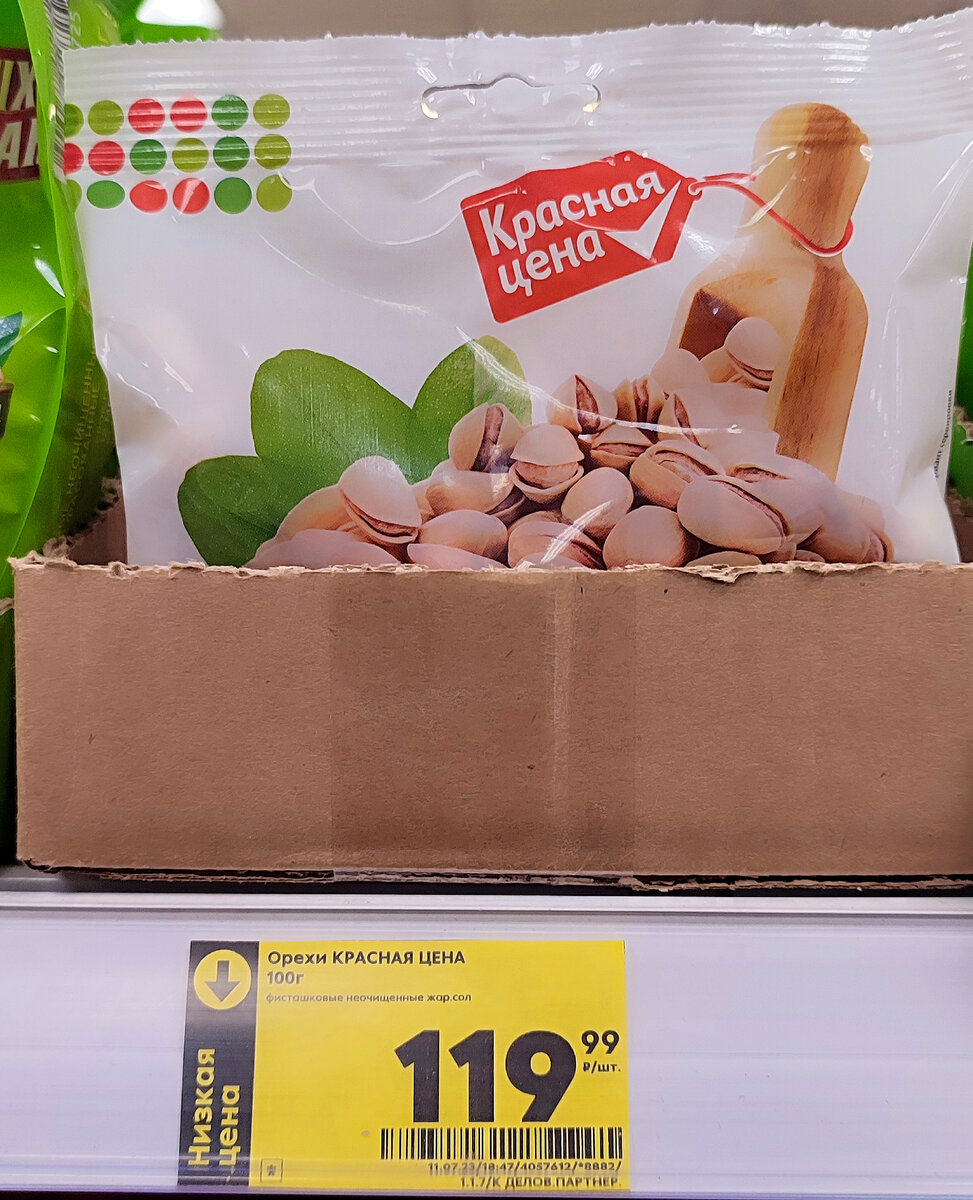 Красная
цена
Орехи КРАСНАЯ ЦЕНА
100г
фисташковые неочищенные жар.сол
119 99
₽/шт.
Низкая
цена
11.07.23/18:47/4057612/*8882/
1.1.7/К ДЕЛОВ.ПАРТНЕР.